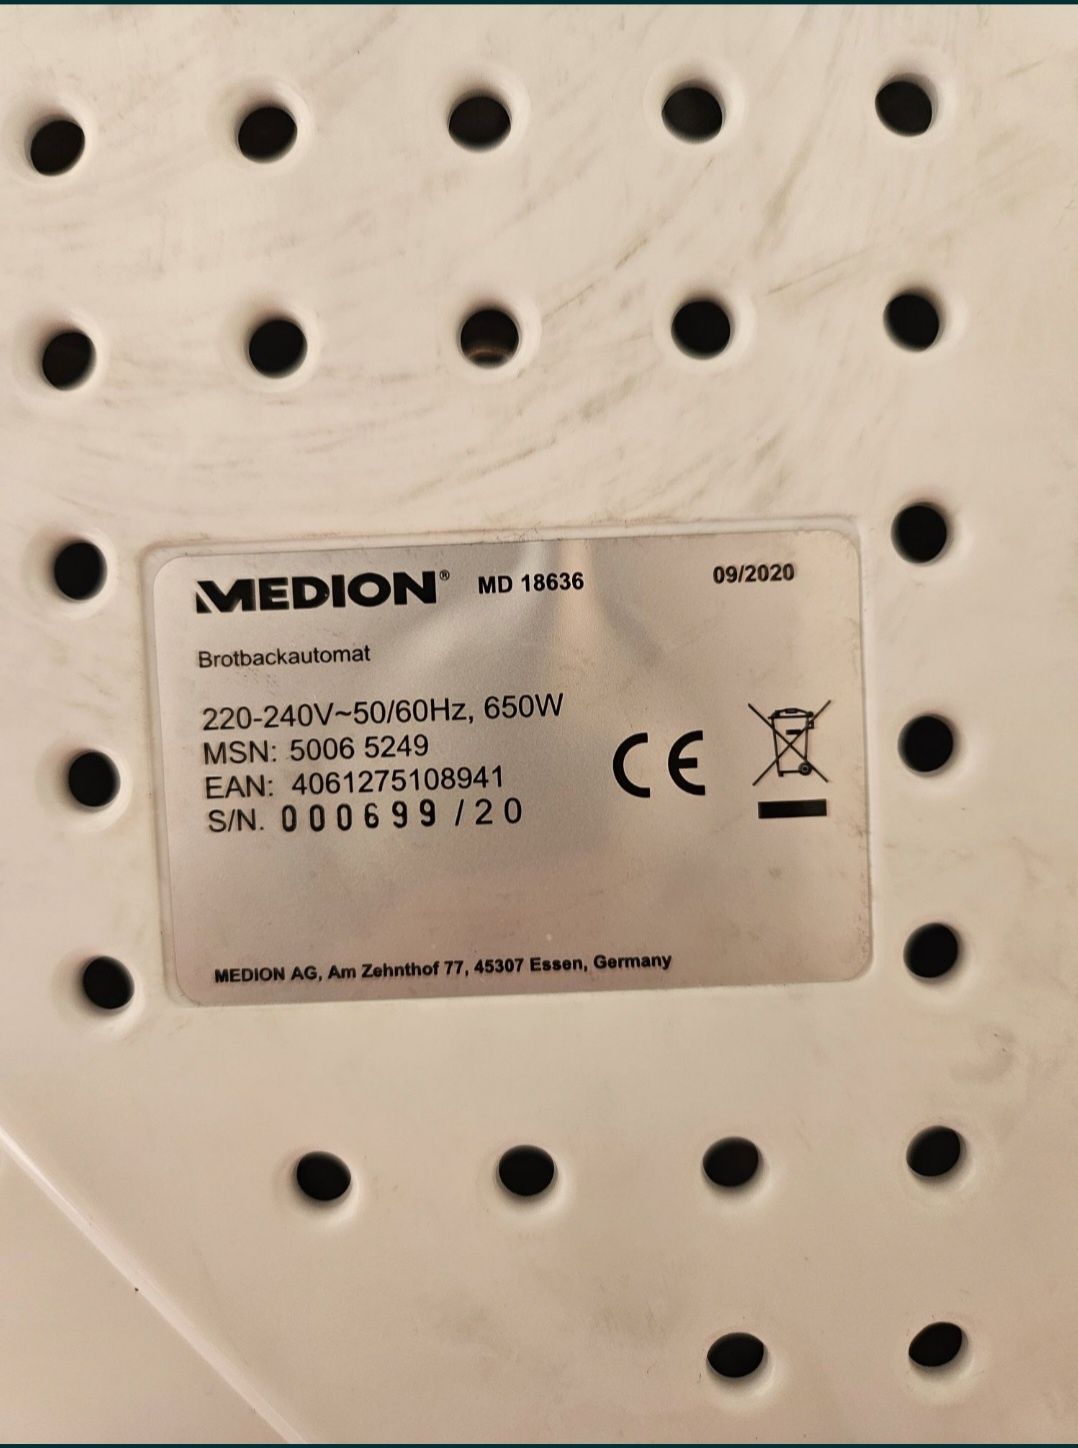 MEDION® MD 18636 09/2020
Brotbackautomat
220-240V~50/60Hz, 650W
MSN: 5006 5249
EAN: 4061275108941
S/N. 000699/20
CE
MEDION AG, Am Zehnthof 77, 45307 Essen, Germany